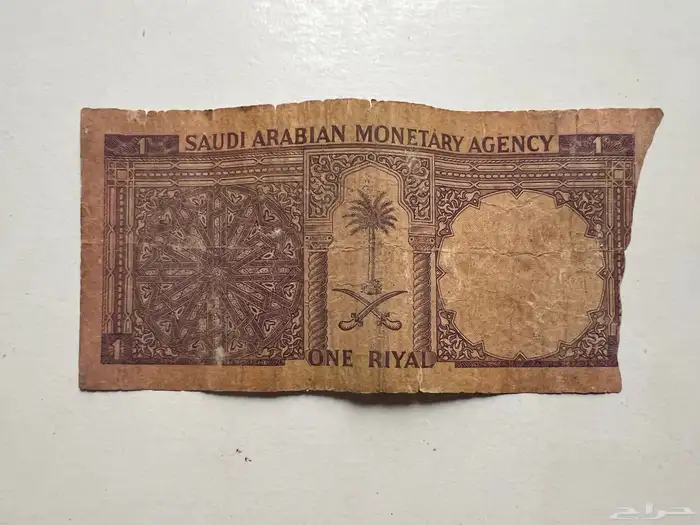 1 SAUDI ARABIAN MONETARY AGENCY 1
1 ONE RIYAL
حراج